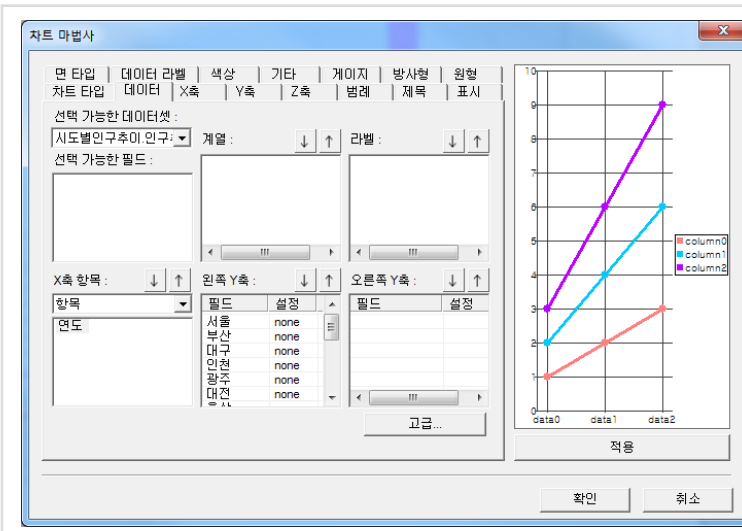 차트 마법사
면 타입 데이터 라벨 색상 기타 게이지 방사형 원형
차트 타입 데이터 X축 Y축 Z축 범례 제목 표시
선택 가능한 데이터셋 :
시도별인구추이.인구
선택 가능한 필드 :
계열 :
라벨 :
X축 항목 :
항목
연도
왼쪽 Y축 :
필드 설정
서울 none
부산 none
대구 none
인천 none
광주 none
대전 none
오른쪽 Y축 :
필드 설정
고급...
10
9
8
7
6
5
4
3
2
1
0
data0 data1 data2
column0
column1
column2
적용
확인 취소